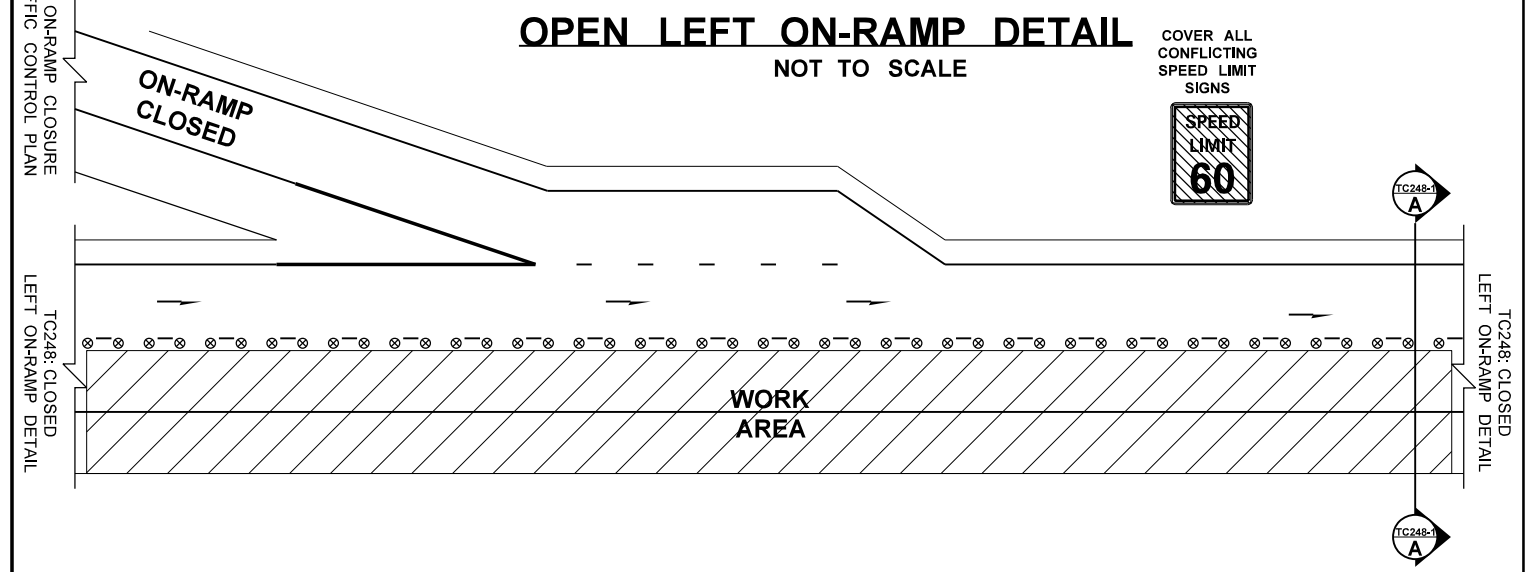 OPEN LEFT ON-RAMP DETAIL
NOT TO SCALE
COVER ALL
CONFLICTING
SPEED LIMIT
SIGNS
SPEED
LIMIT
60
ON-RAMP CLOSURE
TRAFFIC CONTROL PLAN
ON-RAMP
CLOSED
TC248-1
A
TC248: CLOSED
LEFT ON-RAMP DETAIL
WORK
AREA
TC248: CLOSED
LEFT ON-RAMP DETAIL
TC248-1
A